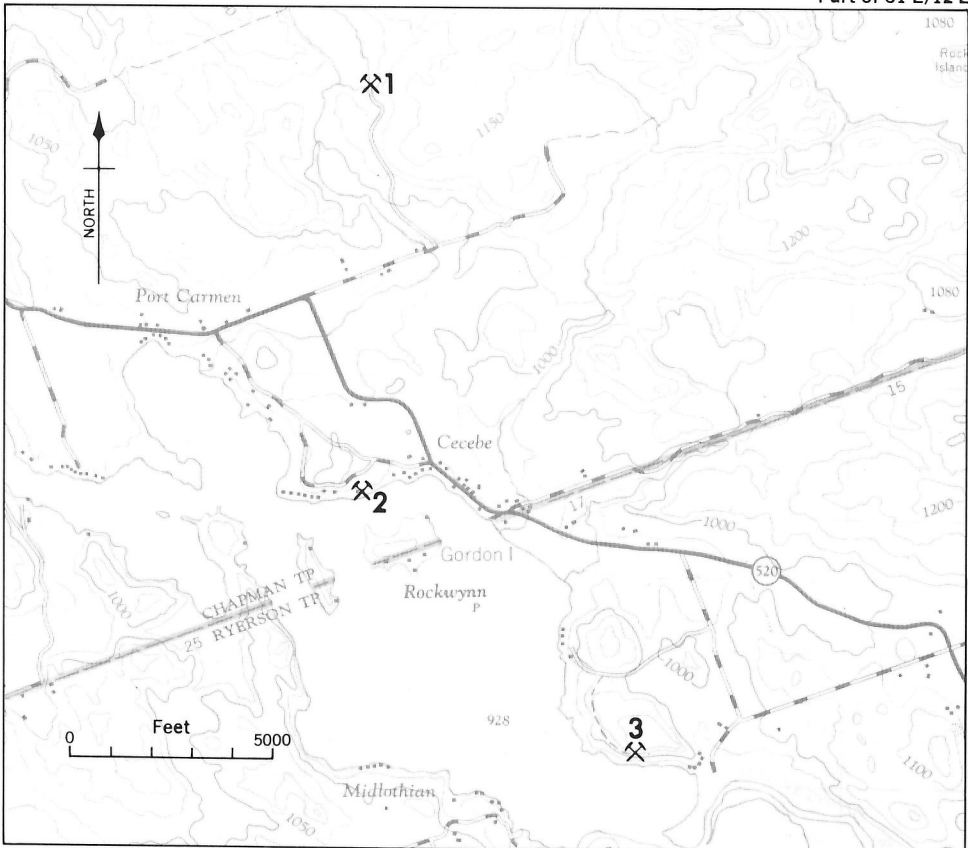 1080
Rock
Island
1
1150
1050
NORTH
1200
Port Carmen
1080
1000
15
Cecebe
2
17
1000
1200
Gordon I
520
CHAPMAN TP
1000
Rockwynn
25 RYERSON TP
P
1000
Feet
928
3
0 5000
Midlothian
1100
1050